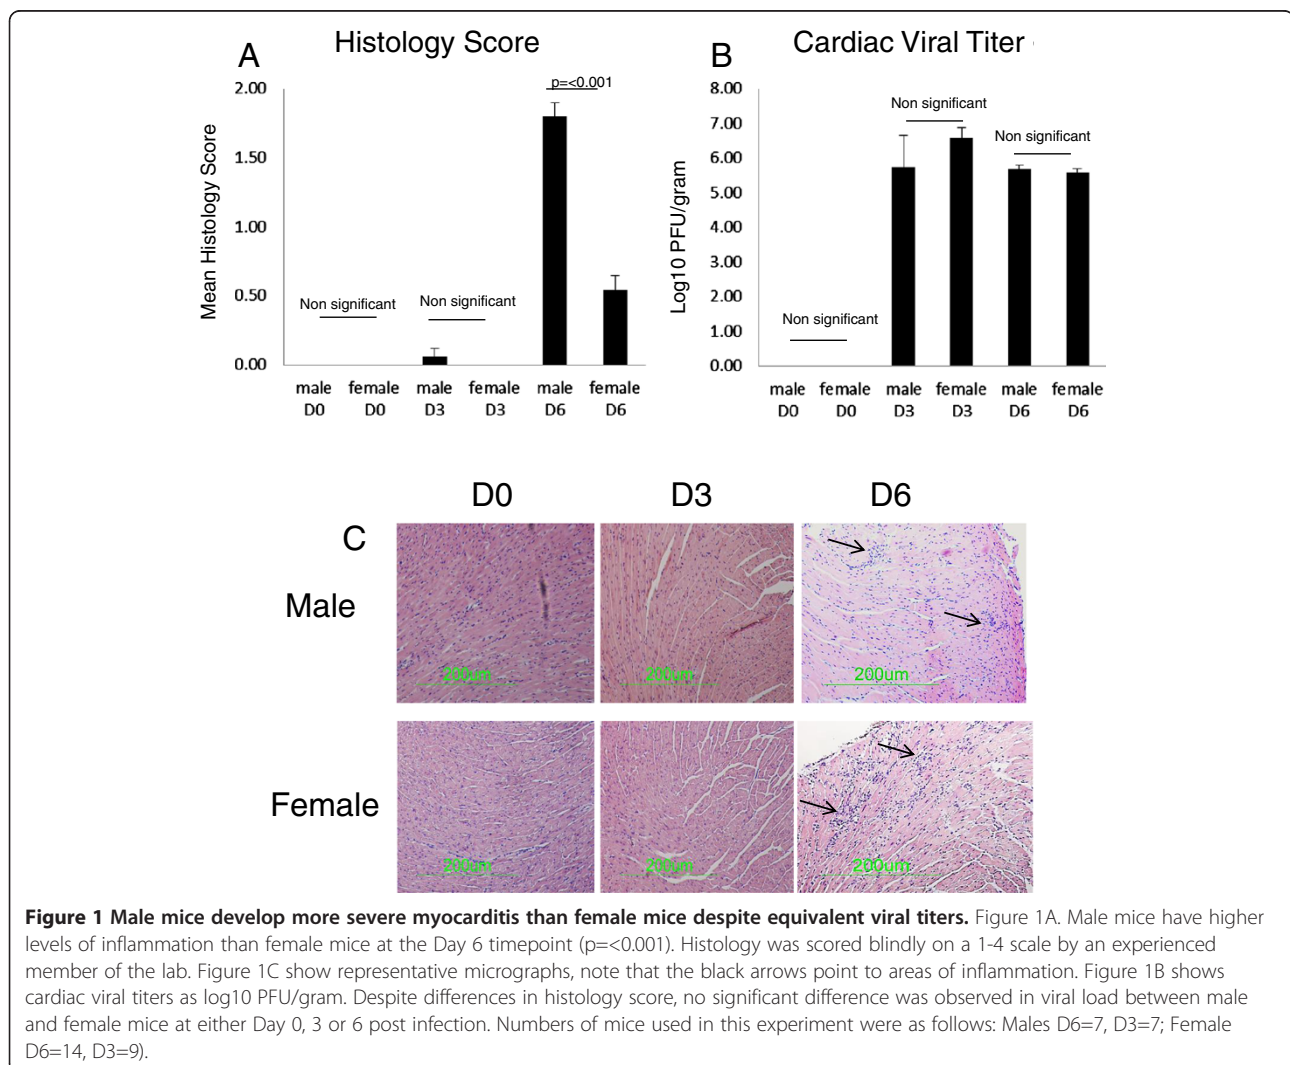 A
Histology Score
Mean Histology Score
2.00
1.50
1.00
0.50
0.00
Non significant
Non significant
p=<0.001
male female male female male female
D0 D0 D3 D3 D6 D6
B
Cardiac Viral Titer
Log10 PFU/gram
8.00
7.00
6.00
5.00
4.00
3.00
2.00
1.00
0.00
Non significant
Non significant
Non significant
male female male female male female
D0 D0 D3 D3 D6 D6
C
D0 D3 D6
Male
200um 200um 200um
Female
200um 200um 200um
Figure 1 Male mice develop more severe myocarditis than female mice despite equivalent viral titers. Figure 1A. Male mice have higher
levels of inflammation than female mice at the Day 6 timepoint (p=<0.001). Histology was scored blindly on a 1-4 scale by an experienced
member of the lab. Figure 1C show representative micrographs, note that the black arrows point to areas of inflammation. Figure 1B shows
cardiac viral titers as log10 PFU/gram. Despite differences in histology score, no significant difference was observed in viral load between male
and female mice at either Day 0, 3 or 6 post infection. Numbers of mice used in this experiment were as follows: Males D6=7, D3=7; Female
D6=14, D3=9).